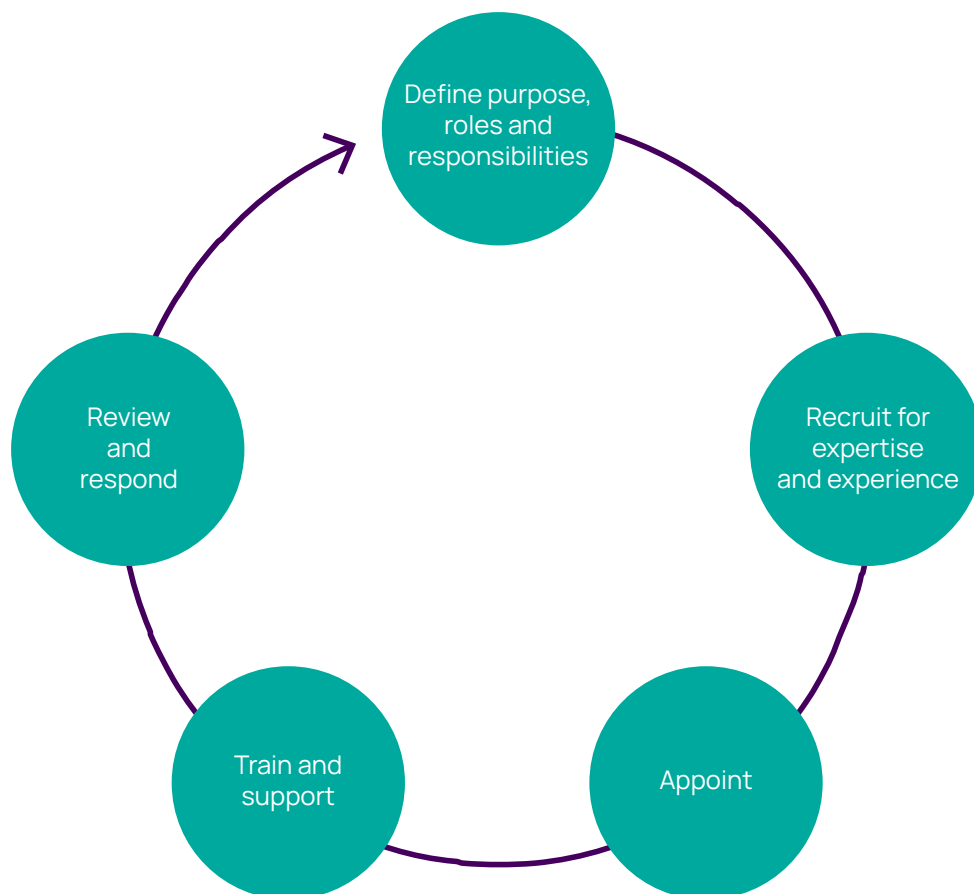 Define purpose,
roles and
responsibilities
Recruit for
expertise
and experience
Appoint
Train and
support
Review
and
respond